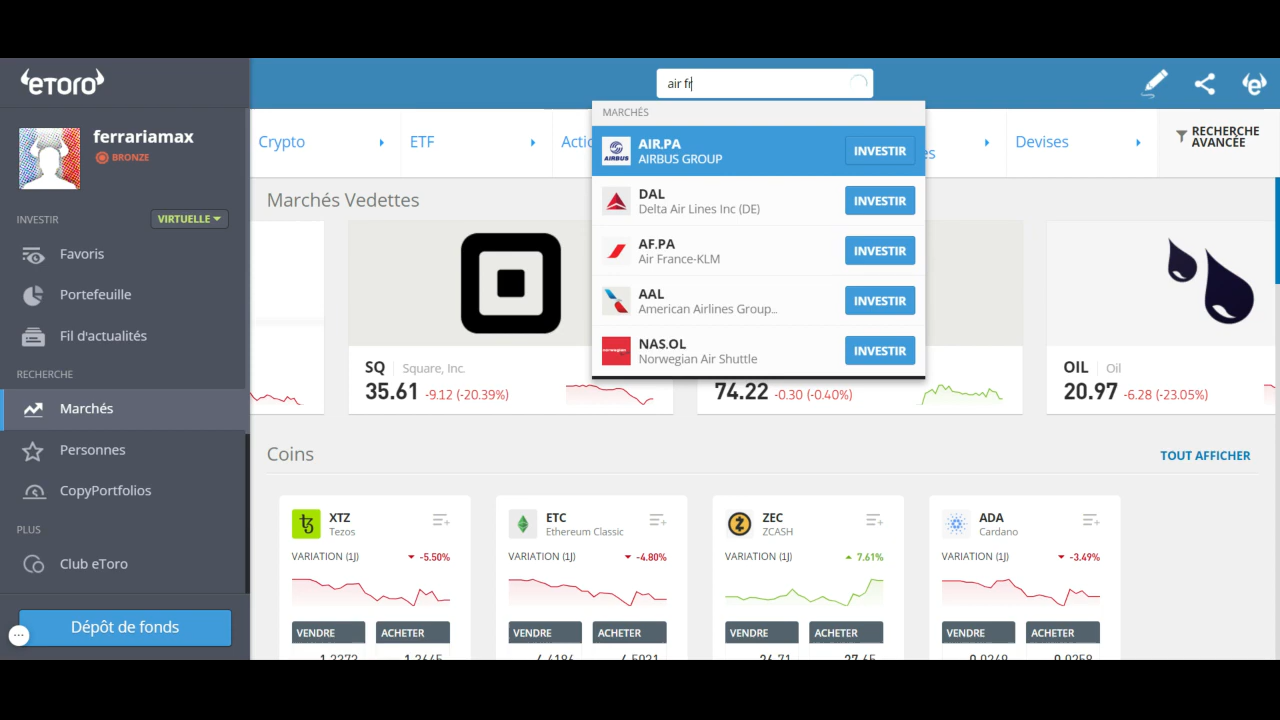 eToro
air fr
ferrariamax
BRONZE
INVESTIR
VIRTUELLE
Favoris
Portefeuille
Fil d'actualités
RECHERCHE
Marchés
Personnes
CopyPortfolios
PLUS
Club eToro
Dépôt de fonds
Crypto
ETF
Actio
es
Devises
RECHERCHE
AVANCÉE
MARCHÉS
AIR.PA
AIRBUS GROUP
INVESTIR
DAL
Delta Air Lines Inc (DE)
INVESTIR
AF.PA
Air France-KLM
INVESTIR
AAL
American Airlines Group...
INVESTIR
NAS.OL
Norwegian Air Shuttle
INVESTIR
Marchés Vedettes
SQ Square, Inc.
35.61 -9.12 (-20.39%)
74.22 -0.30 (-0.40%)
OIL Oil
20.97 -6.28 (-23.05%)
Coins
TOUT AFFICHER
XTZ
Tezos
VARIATION (1J) -5.50%
VENDRE ACHETER
ETC
Ethereum Classic
VARIATION (1J) -4.80%
VENDRE ACHETER
ZEC
ZCASH
VARIATION (1J) 7.61%
VENDRE ACHETER
ADA
Cardano
VARIATION (1J) -3.49%
VENDRE ACHETER